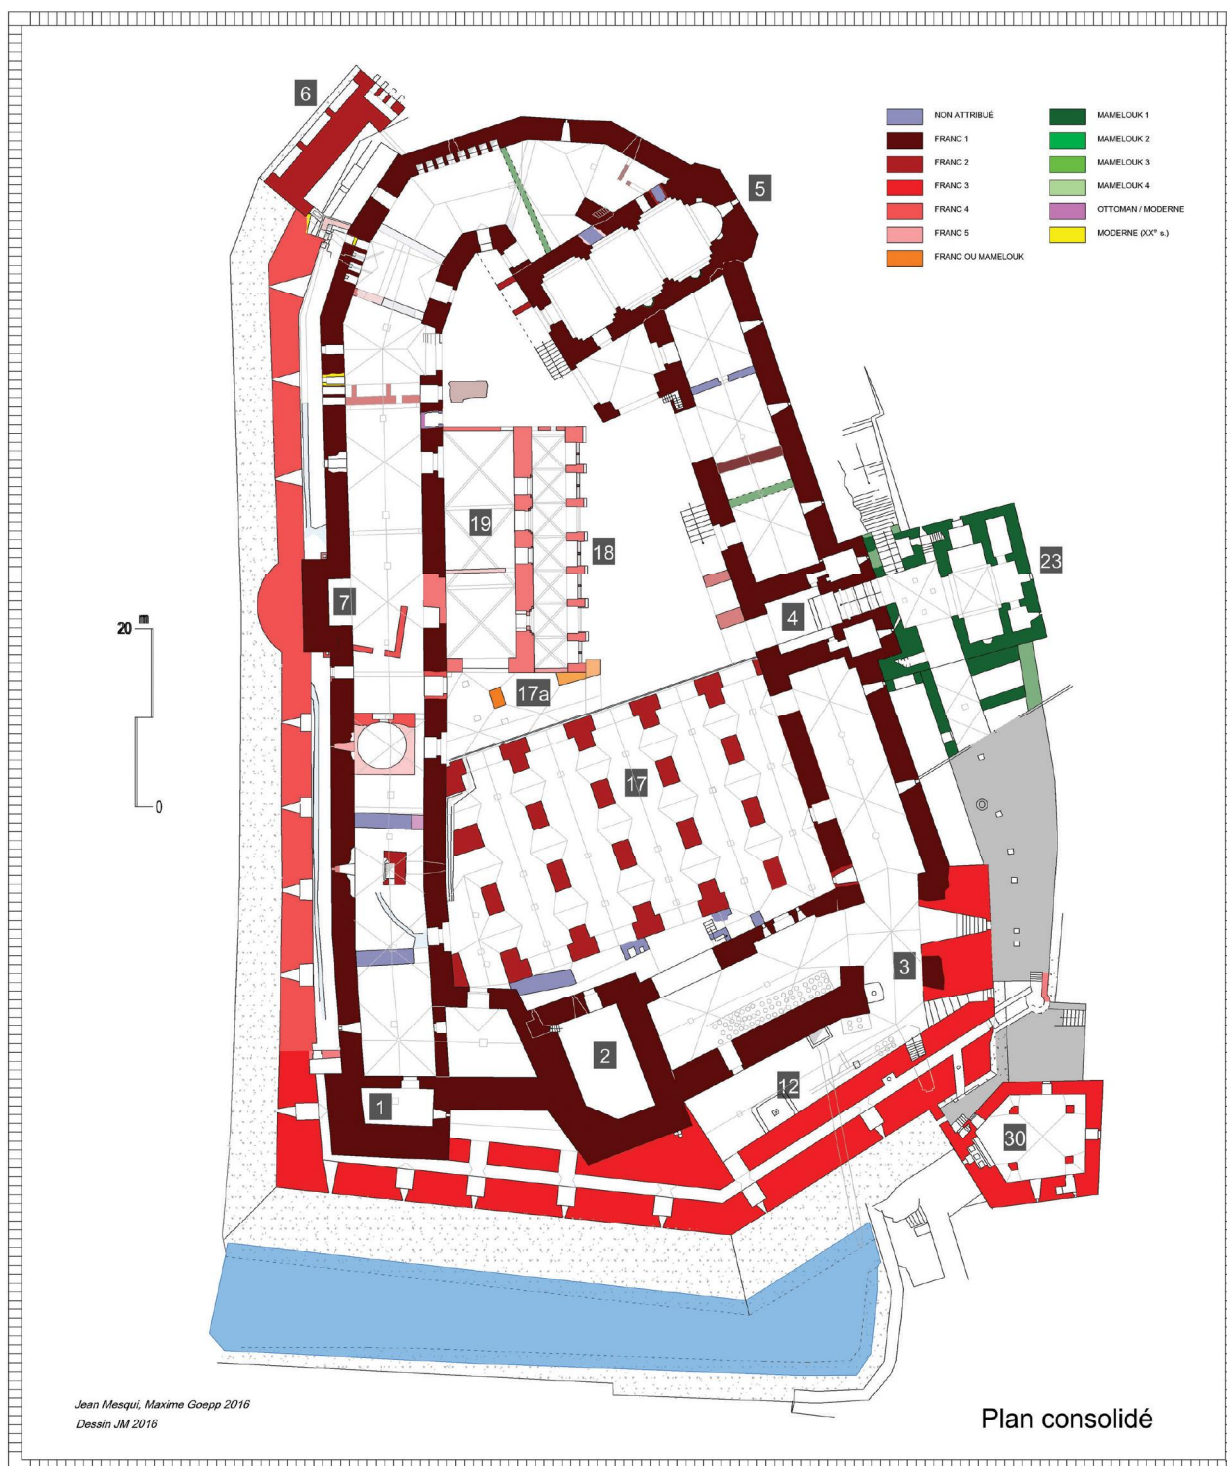 6
NON ATTRIBUÉ
FRANC 1
FRANC 2
FRANC 3
FRANC 4
FRANC 5
FRANC OU MAMELOUK
MAMELOUK 1
MAMELOUK 2
MAMELOUK 3
MAMELOUK 4
OTTOMAN / MODERNE
MODERNE (XXᵉ s.)
5
19
18
23
7
4
20 m
0
17a
17
3
2
12
1
30
Jean Mesqui, Maxime Goepp 2016
Dessin JM 2016
Plan consolidé